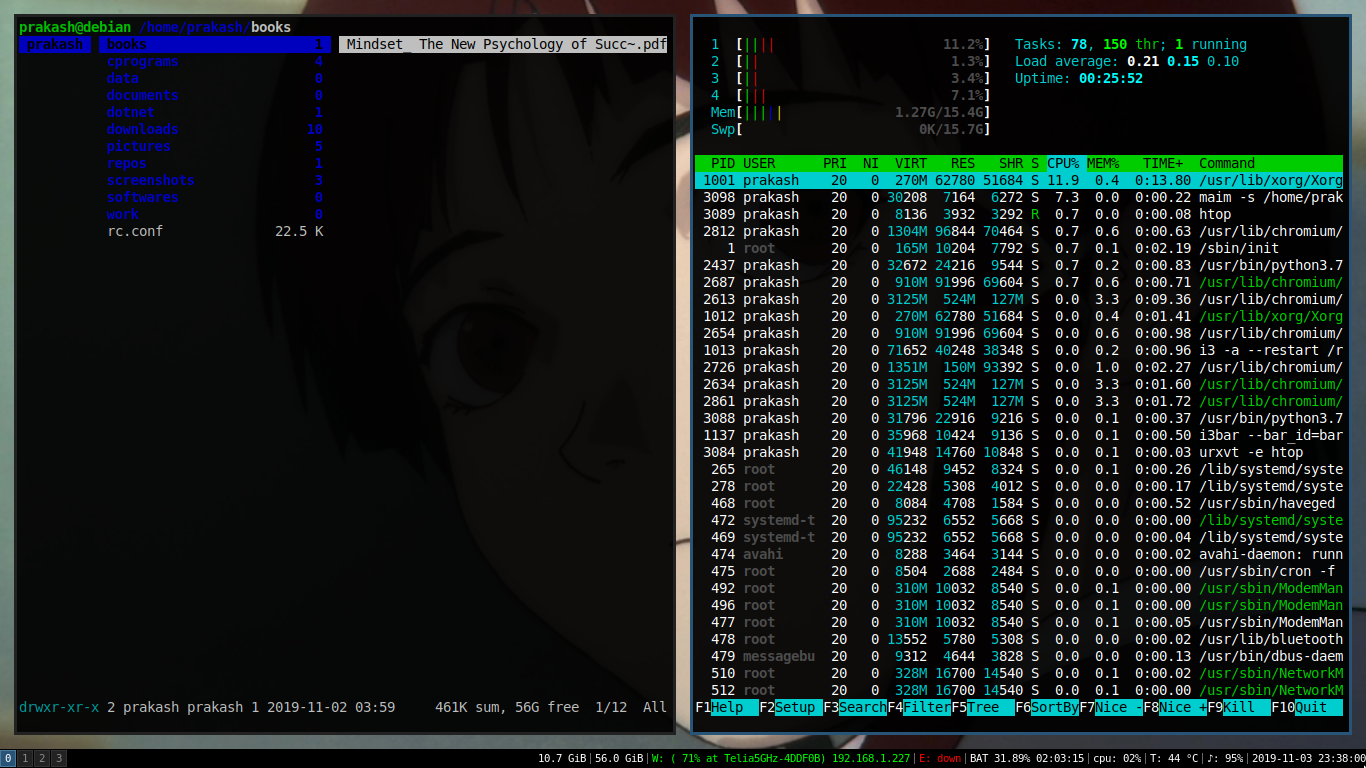 prakash@debian /home/prakash/books
prakash books 1 Mindset_ The New Psychology of Succ~.pdf
cprograms 4
data 0
documents 0
dotnet 1
downloads 10
pictures 5
repos 1
screenshots 3
softwares 0
work 0
rc.conf 22.5 K
drwxr-xr-x 2 prakash prakash 1 2019-11-02 03:59 461K sum, 56G free 1/12 All
1 [|||| 11.2%] Tasks: 78, 150 thr; 1 running
2 [|| 1.3%] Load average: 0.21 0.15 0.10
3 [|| 3.4%] Uptime: 00:25:52
4 [||| 7.1%]
Mem[||||| 1.27G/15.4G]
Swp[ 0K/15.7G]
PID USER PRI NI VIRT RES SHR S CPU% MEM% TIME+ Command
1001 prakash 20 0 270M 62780 51684 S 11.9 0.4 0:13.80 /usr/lib/xorg/Xorg
3098 prakash 20 0 30208 7164 6272 S 7.3 0.0 0:00.22 maim -s /home/prak
3089 prakash 20 0 8136 3932 3292 R 0.7 0.0 0:00.08 htop
2812 prakash 20 0 1304M 96844 70464 S 0.7 0.6 0:00.63 /usr/lib/chromium/
1 root 20 0 165M 10204 7792 S 0.7 0.1 0:02.19 /sbin/init
2437 prakash 20 0 32672 24216 9544 S 0.7 0.2 0:00.83 /usr/bin/python3.7
2687 prakash 20 0 910M 91996 69604 S 0.7 0.6 0:00.71 /usr/lib/chromium/
2613 prakash 20 0 3125M 524M 127M S 0.0 3.3 0:09.36 /usr/lib/chromium/
1012 prakash 20 0 270M 62780 51684 S 0.0 0.4 0:01.41 /usr/lib/xorg/Xorg
2654 prakash 20 0 910M 91996 69604 S 0.0 0.6 0:00.98 /usr/lib/chromium/
1013 prakash 20 0 71652 40248 38348 S 0.0 0.2 0:00.96 i3 -a --restart /r
2726 prakash 20 0 1351M 150M 93392 S 0.0 1.0 0:02.27 /usr/lib/chromium/
2634 prakash 20 0 3125M 524M 127M S 0.0 3.3 0:01.60 /usr/lib/chromium/
2861 prakash 20 0 3125M 524M 127M S 0.0 3.3 0:01.72 /usr/lib/chromium/
3088 prakash 20 0 31796 22916 9216 S 0.0 0.1 0:00.37 /usr/bin/python3.7
1137 prakash 20 0 35968 10424 9136 S 0.0 0.1 0:00.50 i3bar --bar_id=bar
3084 prakash 20 0 41948 14760 10848 S 0.0 0.1 0:00.03 urxvt -e htop
265 root 20 0 46148 9452 8324 S 0.0 0.1 0:00.26 /lib/systemd/syste
278 root 20 0 22428 5308 4012 S 0.0 0.0 0:00.17 /lib/systemd/syste
468 root 20 0 8084 4708 1584 S 0.0 0.0 0:00.52 /usr/sbin/haveged
472 systemd-t 20 0 95232 6552 5668 S 0.0 0.0 0:00.00 /lib/systemd/syste
469 systemd-t 20 0 95232 6552 5668 S 0.0 0.0 0:00.04 /lib/systemd/syste
474 avahi 20 0 8288 3464 3144 S 0.0 0.0 0:00.02 avahi-daemon: runn
475 root 20 0 8504 2688 2484 S 0.0 0.0 0:00.00 /usr/sbin/cron -f
492 root 20 0 310M 10032 8540 S 0.0 0.1 0:00.00 /usr/sbin/ModemMan
496 root 20 0 310M 10032 8540 S 0.0 0.1 0:00.00 /usr/sbin/ModemMan
477 root 20 0 310M 10032 8540 S 0.0 0.1 0:00.05 /usr/sbin/ModemMan
478 root 20 0 13552 5780 5308 S 0.0 0.0 0:00.02 /usr/lib/bluetooth
479 messagebu 20 0 9312 4644 3828 S 0.0 0.0 0:00.13 /usr/bin/dbus-daem
510 root 20 0 328M 16700 14540 S 0.0 0.1 0:00.02 /usr/sbin/NetworkM
512 root 20 0 328M 16700 14540 S 0.0 0.1 0:00.00 /usr/sbin/NetworkM
F1Help F2Setup F3SearchF4FilterF5Tree F6SortByF7Nice -F8Nice +F9Kill F10Quit
0 1 2 3 10.7 GiB|56.0 GiB|W: ( 71% at Telia5GHz-4DDF0B) 192.168.1.227|E: down|BAT 31.89% 02:03:15|cpu: 02%|T: 44 °C|♪: 95%|2019-11-03 23:38:00